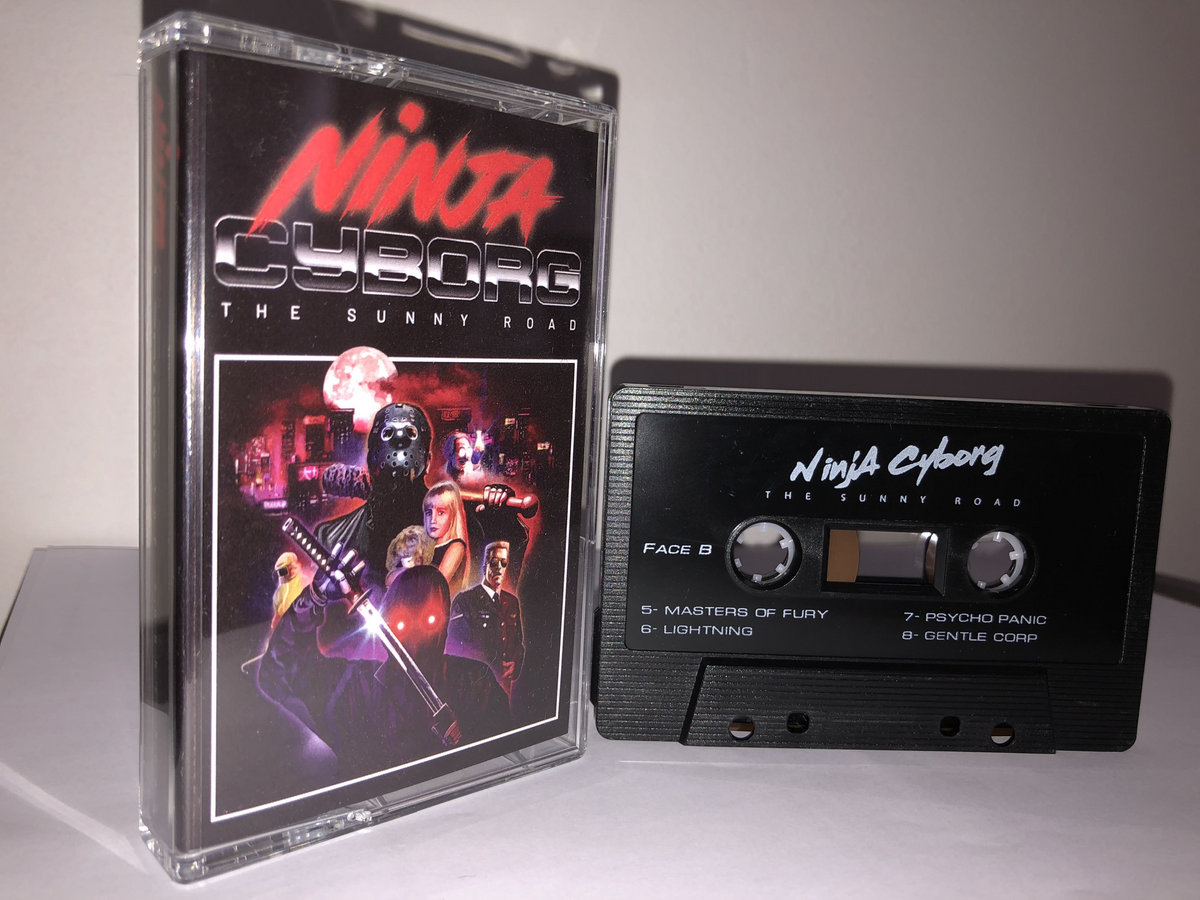 NiNJA
CYBORG
THE SUNNY ROAD
NinjA Cyborg
THE SUNNY ROAD
FACE B
5- MASTERS OF FURY
6- LIGHTNING
7- PSYCHO PANIC
8- GENTLE CORP